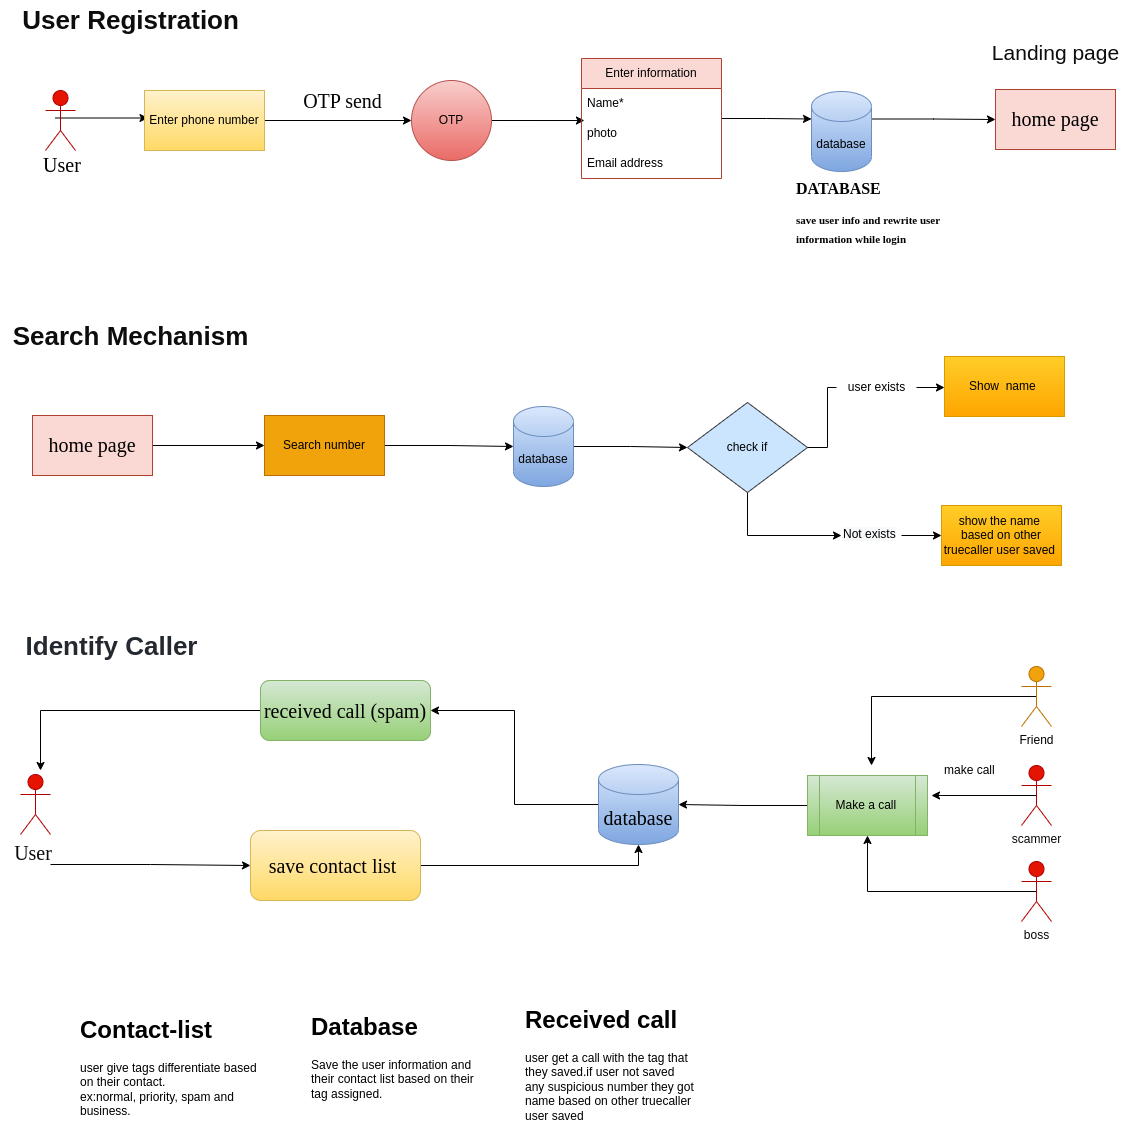 User Registration
Landing page
User
Enter phone number
OTP send
OTP
Enter information
Name*
photo
Email address
database
DATABASE
save user info and rewrite user
information while login
home page
Search Mechanism
home page
Search number
database
check if
user exists
Show  name
Not exists
show the name
based on other
truecaller user saved
Identify Caller
received call (spam)
User
save contact list
database
Make a call
make call
Friend
scammer
boss
Contact-list
user give tags differentiate based
on their contact.
ex:normal, priority, spam and
business.
Database
Save the user information and
their contact list based on their
tag assigned.
Received call
user get a call with the tag that
they saved.if user not saved
any suspicious number they got
name based on other truecaller
user saved